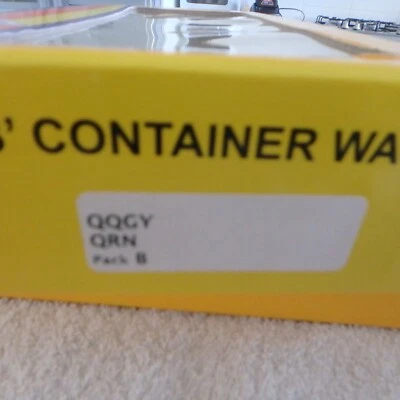 ' CONTAINER WA
QQGY
QRN
Pack B